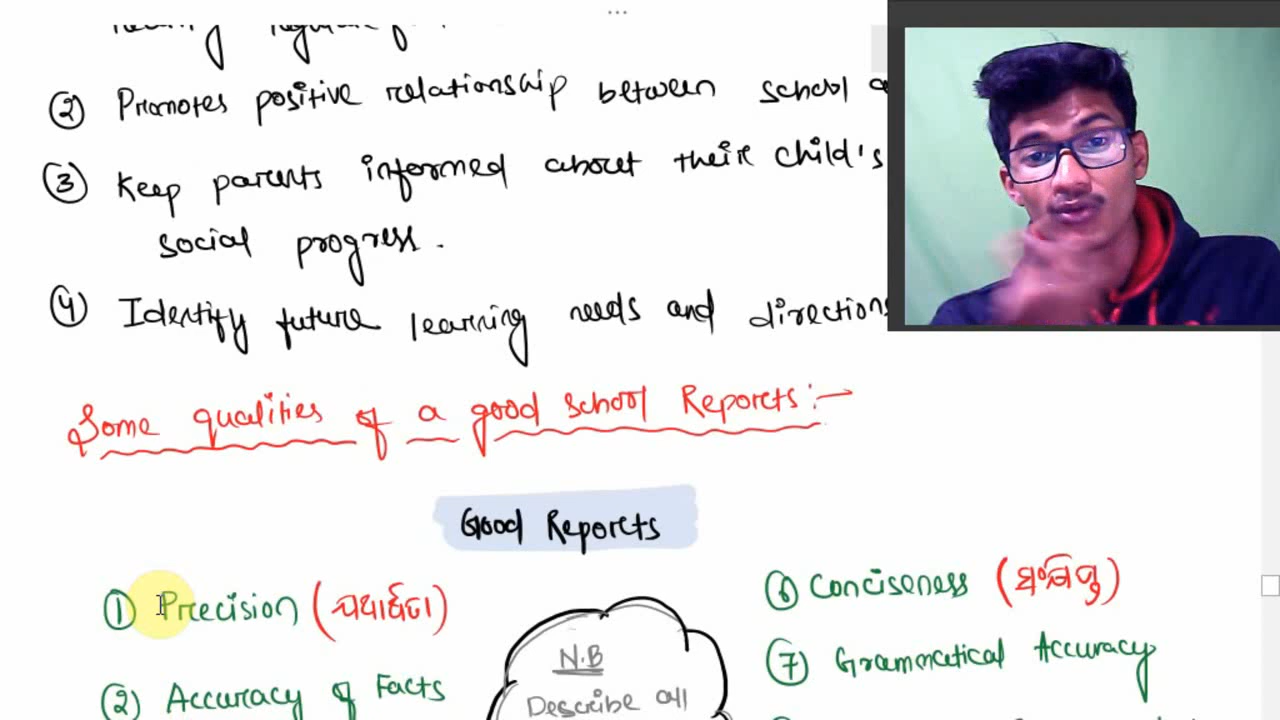 ② Promotes positive relationship between school
③ Keep parents informed about their child's
social progress.
④ Identify future learning needs and directions
Some qualities of a good school Reports:→
Good Reports
① Precision (ଯଥାର୍ଥତା)
② Accuracy of Facts
N.B
Describe all
⑥ Conciseness (ସଂକ୍ଷିପ୍ତ)
⑦ Grammatical Accuracy